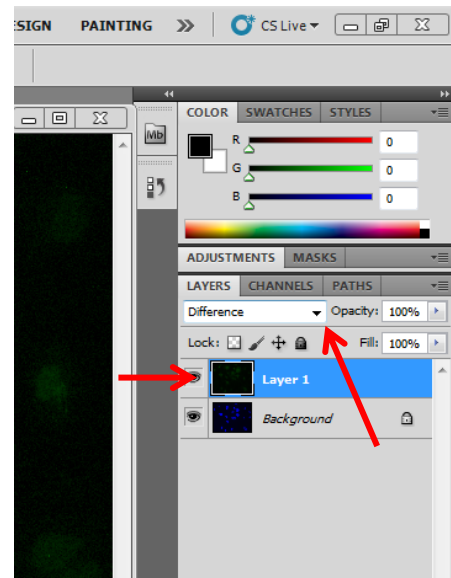 ESIGN PAINTING CS Live
Mb
COLOR SWATCHES STYLES
R 0
G 0
B 0
ADJUSTMENTS MASKS
LAYERS CHANNELS PATHS
Difference Opacity: 100%
Lock: Fill: 100%
Layer 1
Background